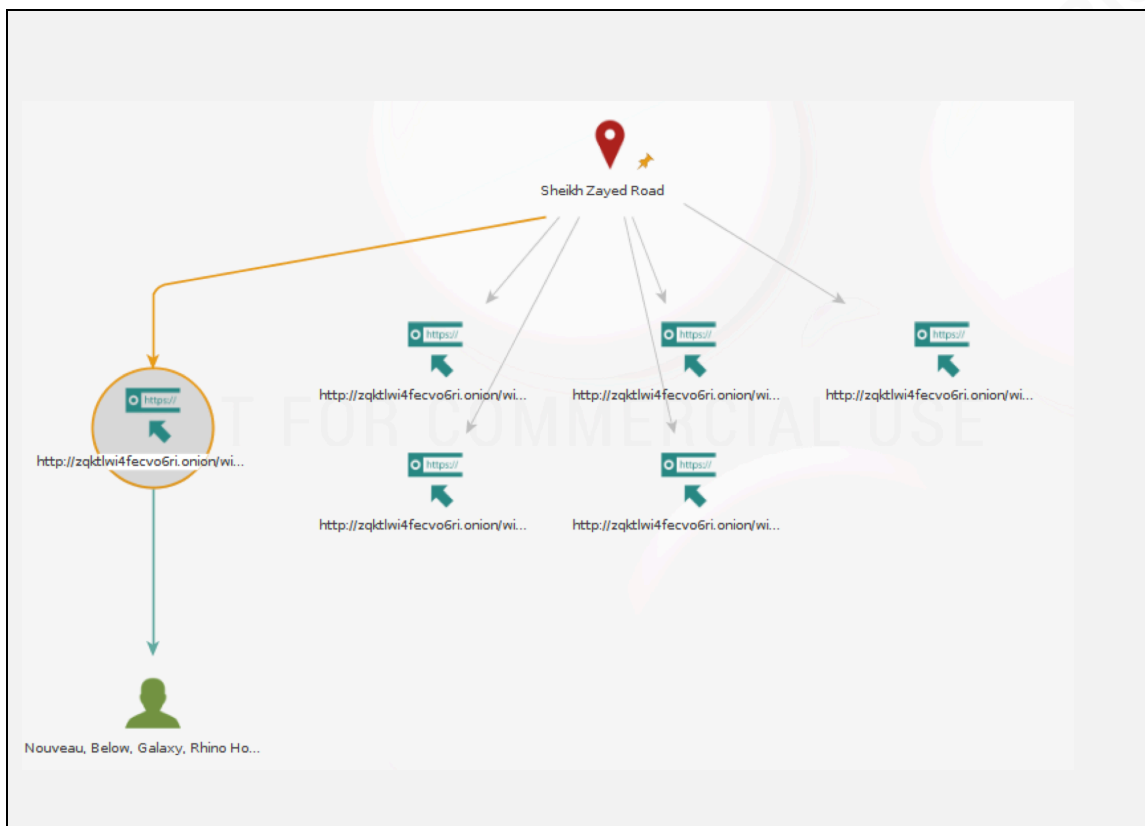 Sheikh Zayed Road
https://
https://
https://
http://zqktlwi4fecvo6ri.onion/wi...
http://zqktlwi4fecvo6ri.onion/wi...
http://zqktlwi4fecvo6ri.onion/wi...
https://
http://zqktlwi4fecvo6ri.onion/wi...
T FOR COMMERCIAL USE
https://
https://
http://zqktlwi4fecvo6ri.onion/wi...
http://zqktlwi4fecvo6ri.onion/wi...
Nouveau, Below, Galaxy, Rhino Ho...